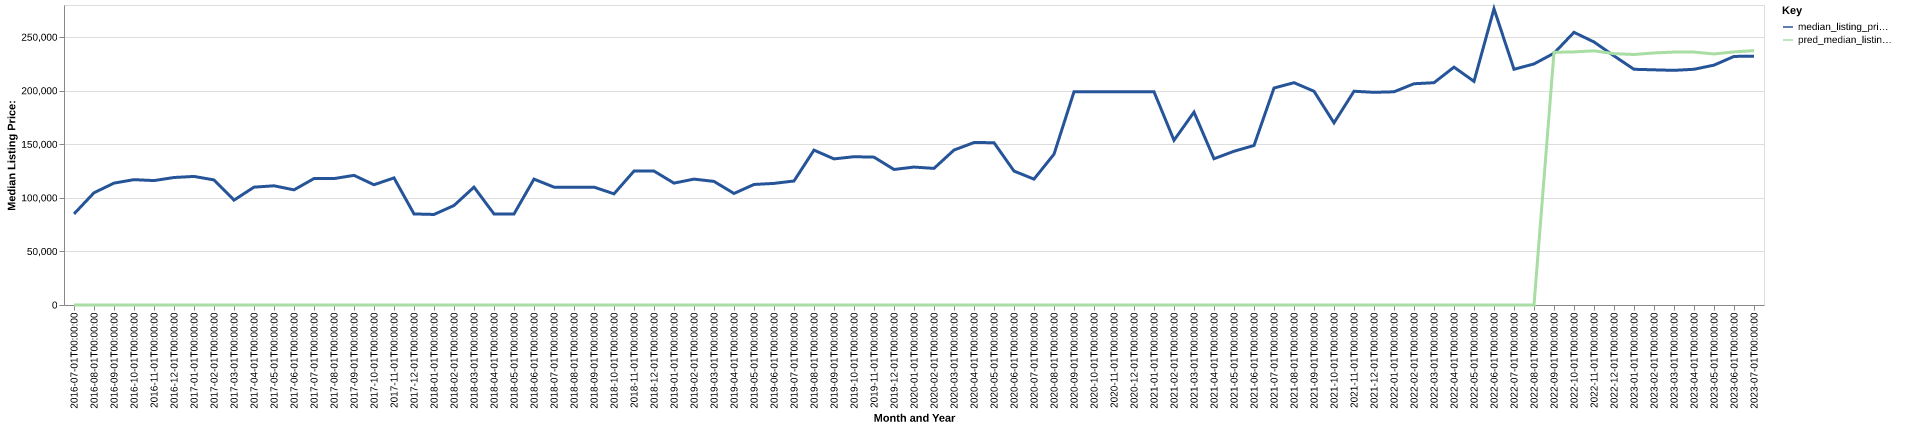 Key
median_listing_pri…
pred_median_listin…
Median Listing Price:
250,000
200,000
150,000
100,000
50,000
0
2016-07-01T00:00:00
2016-08-01T00:00:00
2016-09-01T00:00:00
2016-10-01T00:00:00
2016-11-01T00:00:00
2016-12-01T00:00:00
2017-01-01T00:00:00
2017-02-01T00:00:00
2017-03-01T00:00:00
2017-04-01T00:00:00
2017-05-01T00:00:00
2017-06-01T00:00:00
2017-07-01T00:00:00
2017-08-01T00:00:00
2017-09-01T00:00:00
2017-10-01T00:00:00
2017-11-01T00:00:00
2017-12-01T00:00:00
2018-01-01T00:00:00
2018-02-01T00:00:00
2018-03-01T00:00:00
2018-04-01T00:00:00
2018-05-01T00:00:00
2018-06-01T00:00:00
2018-07-01T00:00:00
2018-08-01T00:00:00
2018-09-01T00:00:00
2018-10-01T00:00:00
2018-11-01T00:00:00
2018-12-01T00:00:00
2019-01-01T00:00:00
2019-02-01T00:00:00
2019-03-01T00:00:00
2019-04-01T00:00:00
2019-05-01T00:00:00
2019-06-01T00:00:00
2019-07-01T00:00:00
2019-08-01T00:00:00
2019-09-01T00:00:00
2019-10-01T00:00:00
2019-11-01T00:00:00
2019-12-01T00:00:00
2020-01-01T00:00:00
2020-02-01T00:00:00
2020-03-01T00:00:00
2020-04-01T00:00:00
2020-05-01T00:00:00
2020-06-01T00:00:00
2020-07-01T00:00:00
2020-08-01T00:00:00
2020-09-01T00:00:00
2020-10-01T00:00:00
2020-11-01T00:00:00
2020-12-01T00:00:00
2021-01-01T00:00:00
2021-02-01T00:00:00
2021-03-01T00:00:00
2021-04-01T00:00:00
2021-05-01T00:00:00
2021-06-01T00:00:00
2021-07-01T00:00:00
2021-08-01T00:00:00
2021-09-01T00:00:00
2021-10-01T00:00:00
2021-11-01T00:00:00
2021-12-01T00:00:00
2022-01-01T00:00:00
2022-02-01T00:00:00
2022-03-01T00:00:00
2022-04-01T00:00:00
2022-05-01T00:00:00
2022-06-01T00:00:00
2022-07-01T00:00:00
2022-08-01T00:00:00
2022-09-01T00:00:00
2022-10-01T00:00:00
2022-11-01T00:00:00
2022-12-01T00:00:00
2023-01-01T00:00:00
2023-02-01T00:00:00
2023-03-01T00:00:00
2023-04-01T00:00:00
2023-05-01T00:00:00
2023-06-01T00:00:00
2023-07-01T00:00:00
Month and Year